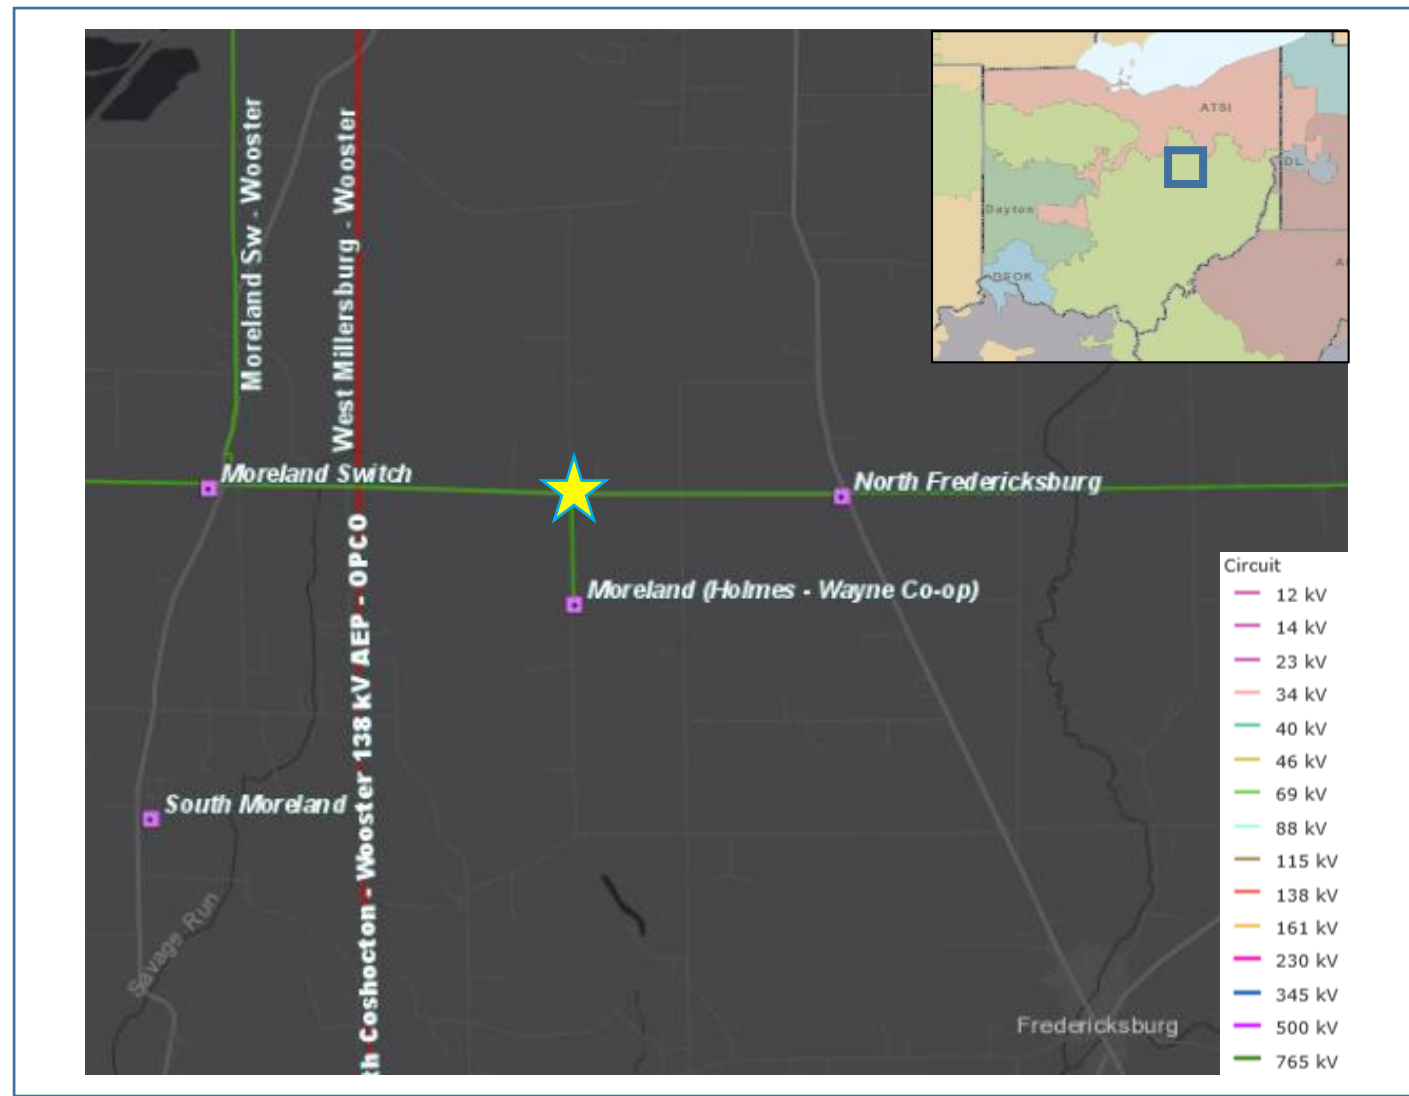 Moreland Sw - Wooster
West Millersburg - Wooster
ATSI
DL
Dayton
DEOK
Moreland Switch
North Fredericksburg
Moreland (Holmes - Wayne Co-op)
th Coshocton - Wooster 138 kV AEP - OPCO
South Moreland
Savage Run
Fredericksburg
Circuit
12 kV
14 kV
23 kV
34 kV
40 kV
46 kV
69 kV
88 kV
115 kV
138 kV
161 kV
230 kV
345 kV
500 kV
765 kV